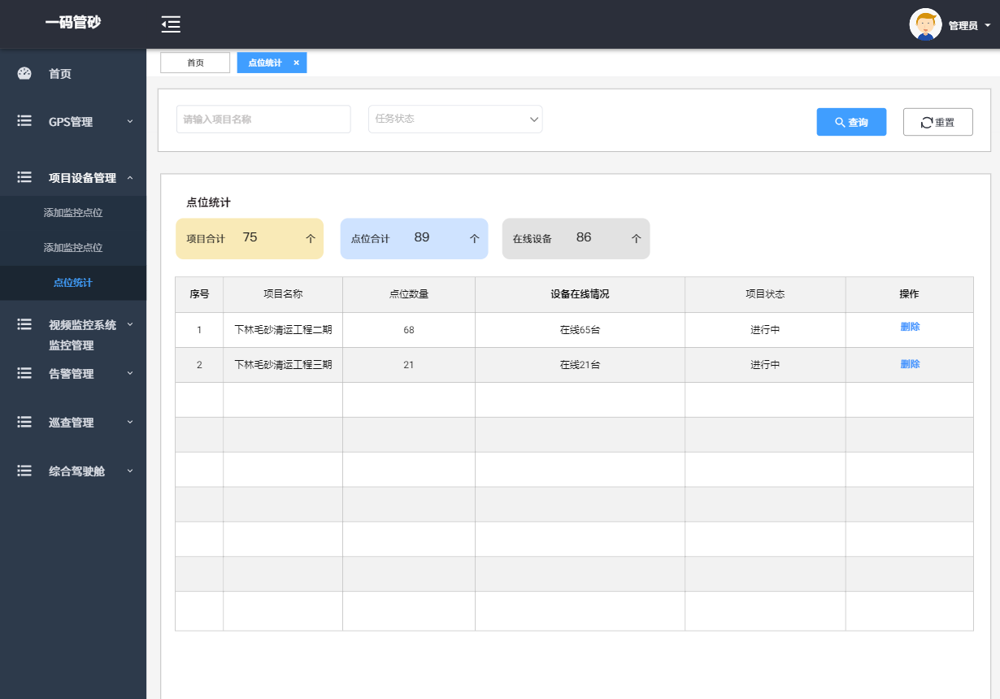 一码管砂
管理员
首页
GPS管理
项目设备管理
添加监控点位
添加监控点位
点位统计
视频监控系统
监控管理
告警管理
巡查管理
综合驾驶舱
首页 点位统计 ×
请输入项目名称 任务状态 查询 重置
点位统计
项目合计 75 个 点位合计 89 个 在线设备 86 个
序号 项目名称 点位数量 设备在线情况 项目状态 操作
1 下林毛砂清运工程二期 68 在线65台 进行中 删除
2 下林毛砂清运工程三期 21 在线21台 进行中 删除